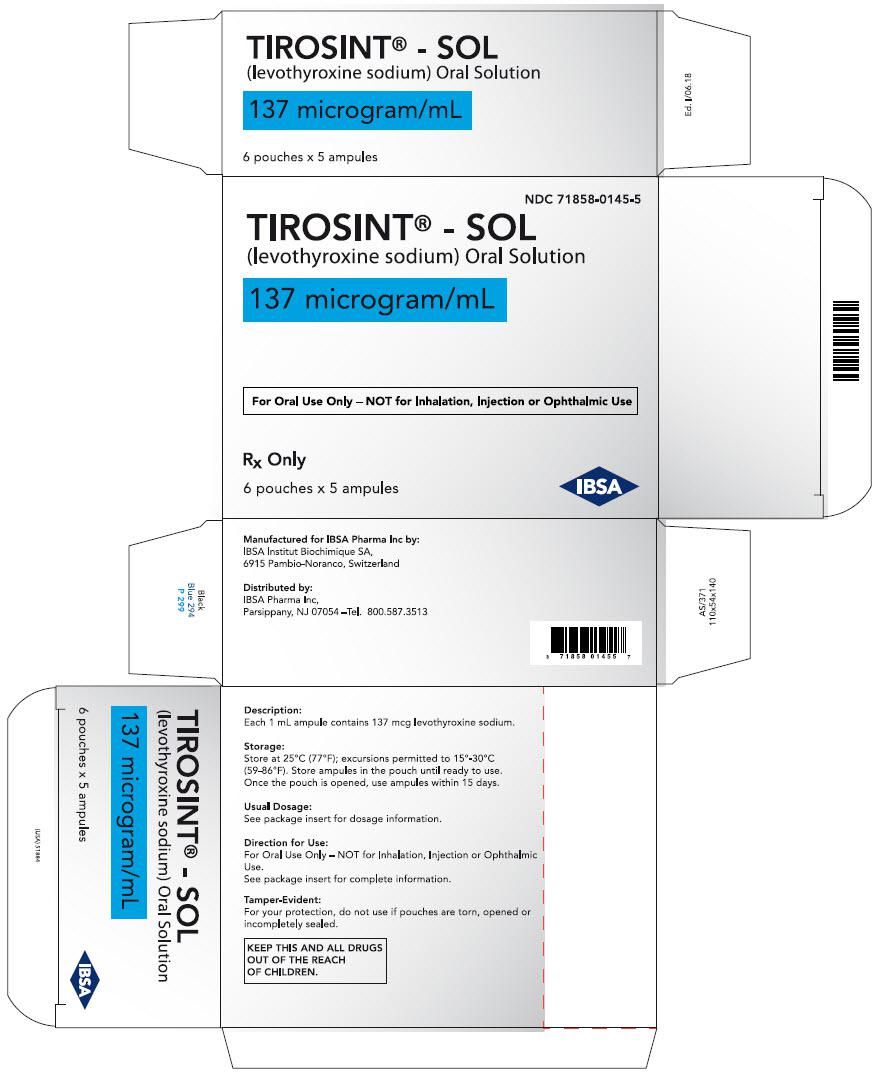 TIROSINT® - SOL
(levothyroxine sodium) Oral Solution
137 microgram/mL
6 pouches x 5 ampules
Ed. I/06.18
NDC 71858-0145-5
TIROSINT® - SOL
(levothyroxine sodium) Oral Solution
137 microgram/mL
For Oral Use Only – NOT for Inhalation, Injection or Ophthalmic Use
Rx Only
6 pouches x 5 ampules
IBSA
Manufactured for IBSA Pharma Inc by:
IBSA Institut Biochimique SA,
6915 Pambio-Noranco, Switzerland
Distributed by:
IBSA Pharma Inc,
Parsippany, NJ 07054 –Tel. 800.587.3513
71858 01455 7
Black
Blue 294
P 299
AS/371
110x54x140
TIROSINT® - SOL
(levothyroxine sodium) Oral Solution
137 microgram/mL
6 pouches x 5 ampules
IBSA
Description:
Each 1 mL ampule contains 137 mcg levothyroxine sodium.
Storage:
Store at 25°C (77°F); excursions permitted to 15°-30°C
(59-86°F). Store ampules in the pouch until ready to use.
Once the pouch is opened, use ampules within 15 days.
Usual Dosage:
See package insert for dosage information.
Direction for Use:
For Oral Use Only – NOT for Inhalation, Injection or Ophthalmic
Use.
See package insert for complete information.
Tamper-Evident:
For your protection, do not use if pouches are torn, opened or
incompletely sealed.
KEEP THIS AND ALL DRUGS
OUT OF THE REACH
OF CHILDREN.